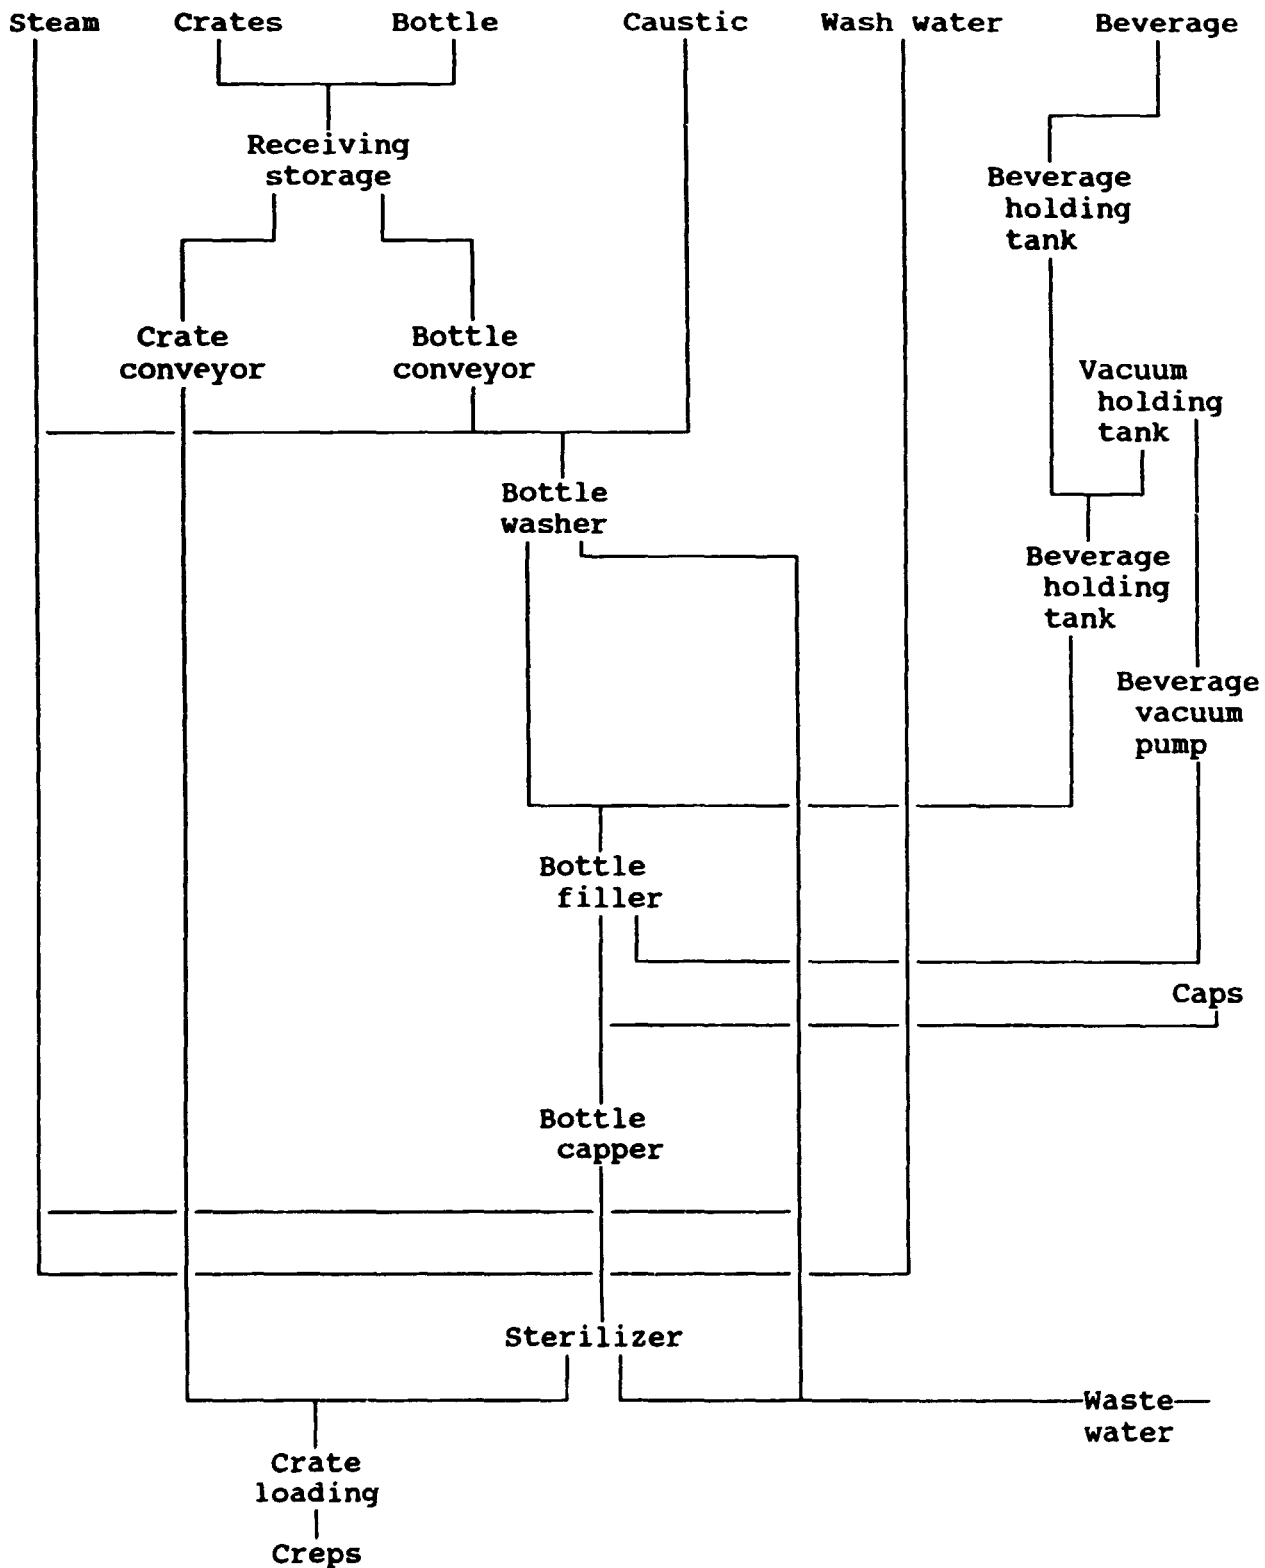 Steam
Crates
Bottle
Caustic
Wash water
Beverage
Receiving
storage
Beverage
holding
tank
Crate
conveyor
Bottle
conveyor
Vacuum
holding
tank
Bottle
washer
Beverage
holding
tank
Beverage
vacuum
pump
Bottle
filler
Caps
Bottle
capper
Sterilizer
Waste
water
Crate
loading
Creps